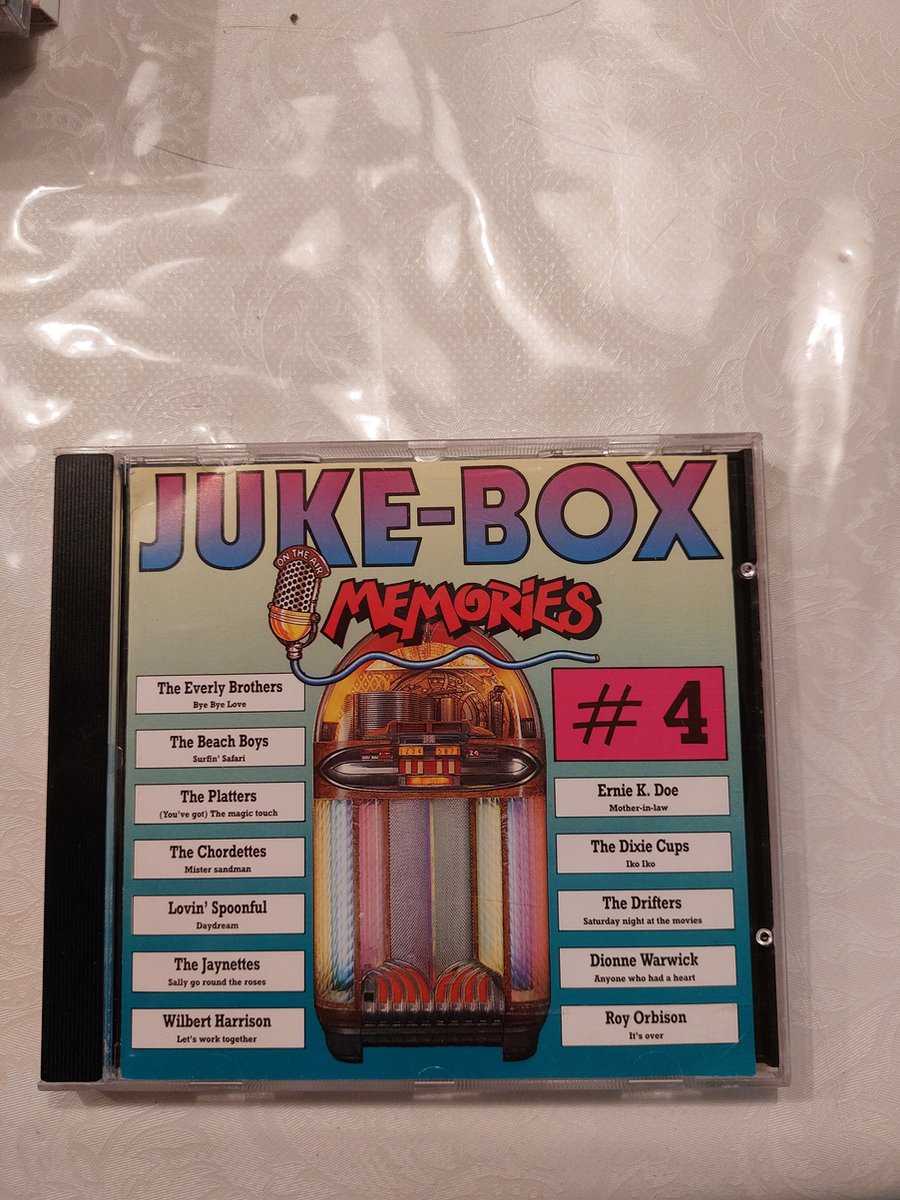 JUKE-BOX
ON THE AIR
MEMORIES
The Everly Brothers
Bye Bye Love
The Beach Boys
Surfin' Safari
The Platters
(You've got) The magic touch
The Chordettes
Mister sandman
Lovin' Spoonful
Daydream
The Jaynettes
Sally go round the roses
Wilbert Harrison
Let's work together
# 4
Ernie K. Doe
Mother-in-law
The Dixie Cups
Iko Iko
The Drifters
Saturday night at the movies
Dionne Warwick
Anyone who had a heart
Roy Orbison
It's over